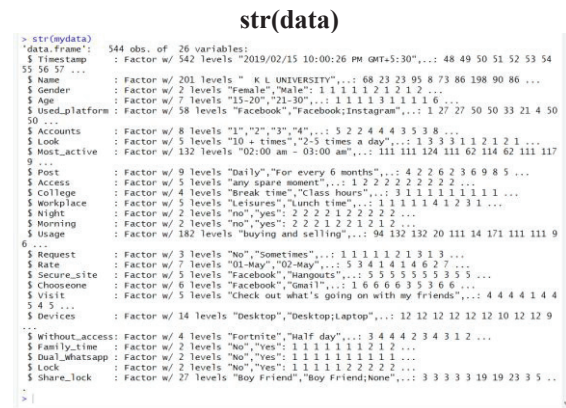 str(data)
> str(mydata)
'data.frame': 544 obs. of 26 variables:
$ Timestamp : Factor w/ 542 levels "2019/02/15 10:00:26 PM GMT+5:30",..: 48 49 50 51 52 53 54
55 56 57 ...
$ Name : Factor w/ 201 levels " K L UNIVERSITY",..: 68 23 23 95 8 73 86 198 90 86 ...
$ Gender : Factor w/ 2 levels "Female","Male": 1 1 1 1 1 2 1 2 1 2 ...
$ Age : Factor w/ 7 levels "15-20","21-30",..: 1 1 1 1 3 1 1 1 1 6 ...
$ Used_platform : Factor w/ 58 levels "Facebook","Facebook;Instagram",..: 1 27 27 50 50 33 21 4 50
50 ...
$ Accounts : Factor w/ 8 levels "1","2","3","4",..: 5 2 2 4 4 4 3 5 3 8 ...
$ Look : Factor w/ 5 levels "10 + times","2-5 times a day",..: 1 3 3 3 1 1 2 1 2 1 ...
$ Most_active : Factor w/ 132 levels "02:00 am - 03:00 am",..: 111 111 124 111 62 114 62 111 117
9 ...
$ Post : Factor w/ 9 levels "Daily","For every 6 months",..: 4 2 2 6 2 3 6 9 8 5 ...
$ Access : Factor w/ 5 levels "any spare moment",..: 1 2 2 2 2 2 2 2 2 2 ...
$ College : Factor w/ 4 levels "Break time","Class hours",..: 3 1 1 1 1 1 1 1 1 1 ...
$ Workplace : Factor w/ 5 levels "Leisures","Lunch time",..: 1 1 1 1 1 4 1 2 3 1 ...
$ Night : Factor w/ 2 levels "no","yes": 2 2 2 2 1 2 2 2 2 2 ...
$ Morning : Factor w/ 2 levels "no","yes": 2 2 2 2 1 2 2 1 2 1 2 ...
$ Usage : Factor w/ 182 levels "buying and selling",..: 94 132 132 20 111 14 171 111 111 9
6 ...
$ Request : Factor w/ 3 levels "No","Sometimes",..: 1 1 1 1 1 2 1 3 1 3 ...
$ Rate : Factor w/ 7 levels "01-May","02-May",..: 5 3 4 1 4 1 4 6 2 7 ...
$ Secure_site : Factor w/ 5 levels "Facebook","Hangouts",..: 5 5 5 5 5 5 5 3 5 5 ...
$ Chooseone : Factor w/ 6 levels "Facebook","Gmail",..: 1 6 6 6 6 3 5 3 6 6 ...
$ Visit : Factor w/ 5 levels "Check out what's going on with my friends",..: 4 4 4 4 1 4 4
5 4 5 ...
$ Devices : Factor w/ 14 levels "Desktop","Desktop;Laptop",..: 12 12 12 12 12 12 10 12 12 9
...
$ Without_access: Factor w/ 4 levels "Fortnite","Half day",..: 3 4 4 4 2 3 4 3 1 2 ...
$ Family_time : Factor w/ 2 levels "No","Yes": 1 1 1 1 1 1 1 2 1 2 ...
$ Dual_Whatsapp : Factor w/ 2 levels "No","Yes": 1 1 1 1 1 1 1 1 1 1 ...
$ Lock : Factor w/ 2 levels "No","Yes": 2 2 2 2 2 2 2 2 1 2 2 ...
$ Share_lock : Factor w/ 27 levels "Boy Friend","Boy Friend;None",..: 3 3 3 3 3 19 19 23 3 5 ..
.
>